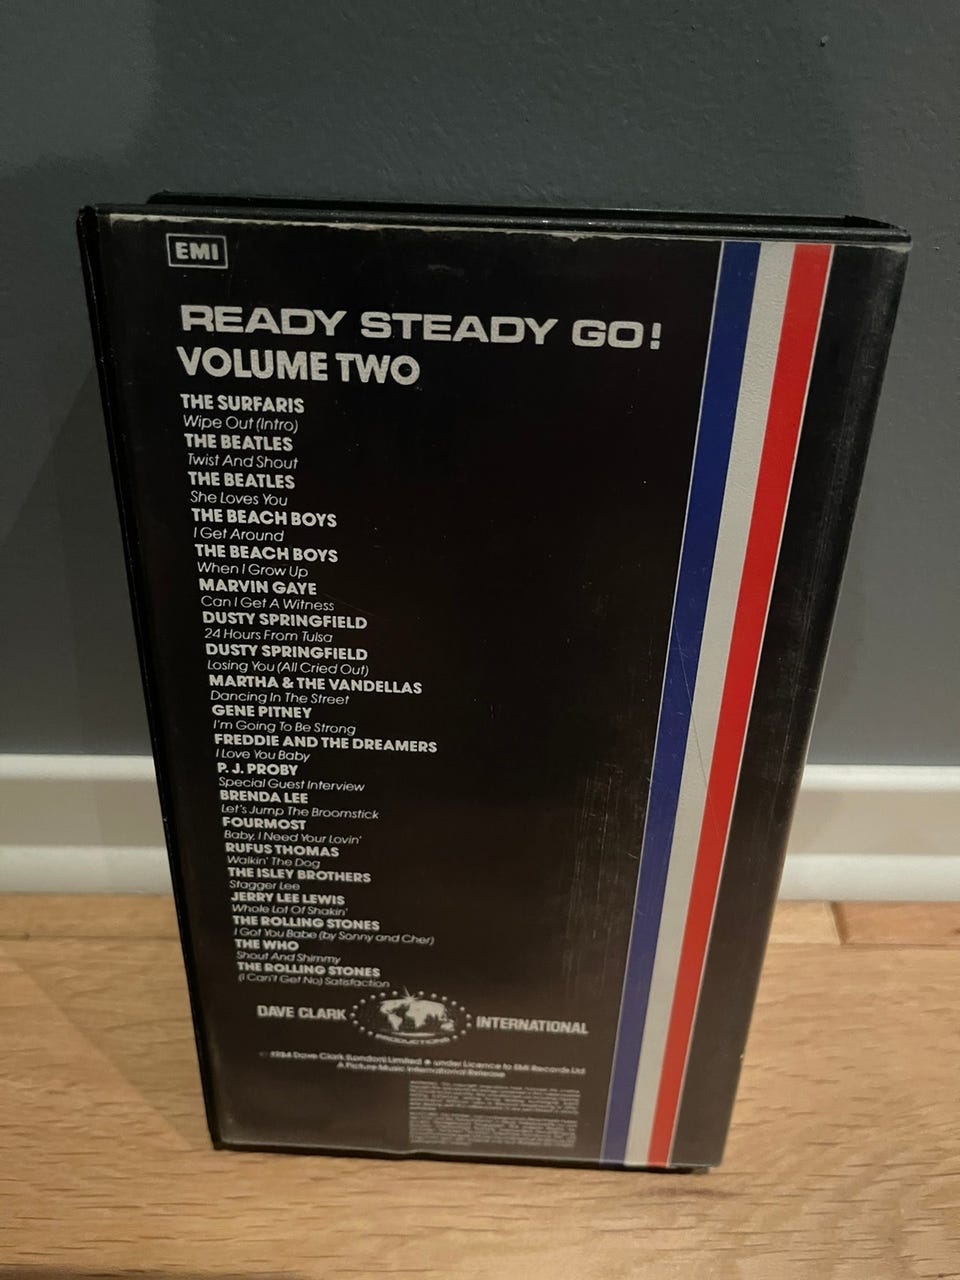 EMI
READY STEADY GO!
VOLUME TWO
THE SURFARIS
Wipe Out (Intro)
THE BEATLES
Twist And Shout
THE BEATLES
She Loves You
THE BEACH BOYS
I Get Around
THE BEACH BOYS
When I Grow Up
MARVIN GAYE
Can I Get A Witness
DUSTY SPRINGFIELD
24 Hours From Tulsa
DUSTY SPRINGFIELD
Losing You (All Cried Out)
MARTHA & THE VANDELLAS
Dancing In The Street
GENE PITNEY
I'm Going To Be Strong
FREDDIE AND THE DREAMERS
I Love You Baby
P. J. PROBY
Special Guest Interview
BRENDA LEE
Let's Jump The Broomstick
FOURMOST
Baby, I Need Your Lovin'
RUFUS THOMAS
Walkin' The Dog
THE ISLEY BROTHERS
Stagger Lee
JERRY LEE LEWIS
Whole Lot Of Shakin'
THE ROLLING STONES
I Got You Babe (by Sonny and Cher)
THE WHO
Shout And Shimmy
THE ROLLING STONES
(I Can't Get No) Satisfaction
DAVE CLARK INTERNATIONAL
PRODUCTIONS
© 1984 Dave Clark (London) Limited ★ under Licence to EMI Records Ltd
A Picture Music International Release